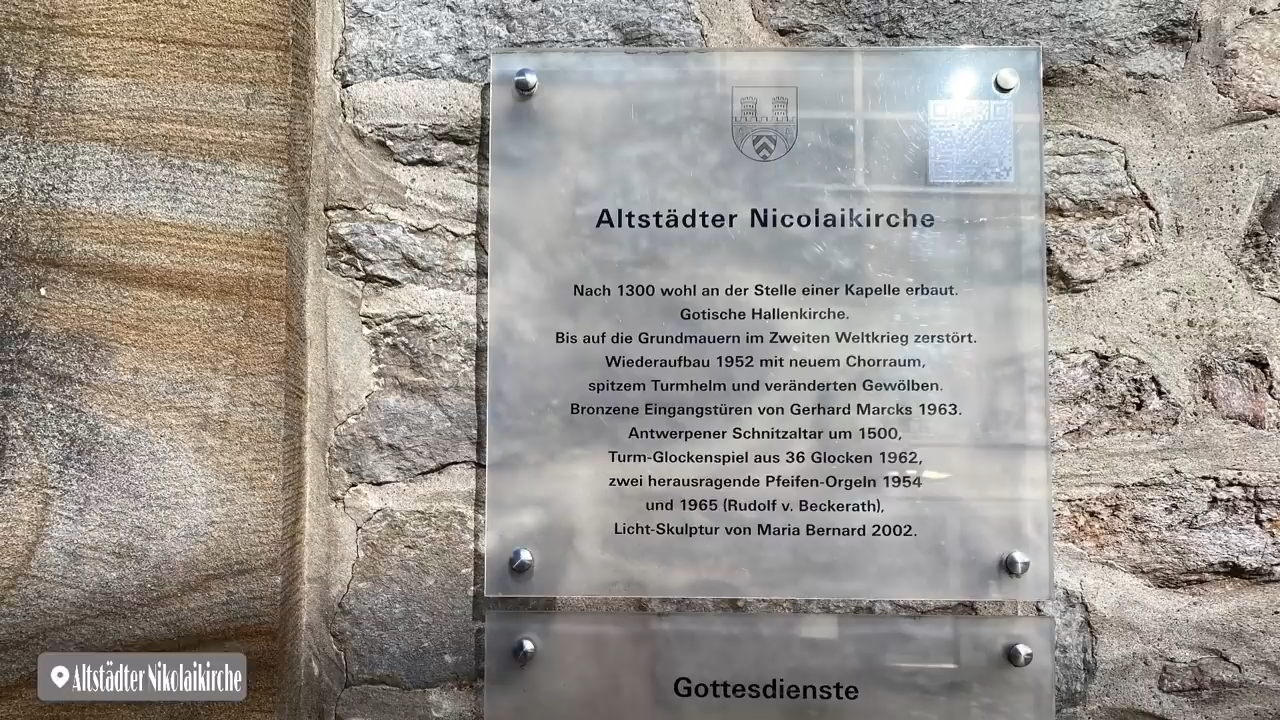 Altstädter Nicolaikirche
Nach 1300 wohl an der Stelle einer Kapelle erbaut.
Gotische Hallenkirche.
Bis auf die Grundmauern im Zweiten Weltkrieg zerstört.
Wiederaufbau 1952 mit neuem Chorraum,
spitzem Turmhelm und veränderten Gewölben.
Bronzene Eingangstüren von Gerhard Marcks 1963.
Antwerpener Schnitzaltar um 1500,
Turm-Glockenspiel aus 36 Glocken 1962,
zwei herausragende Pfeifen-Orgeln 1954
und 1965 (Rudolf v. Beckerath),
Licht-Skulptur von Maria Bernard 2002.
Gottesdienste
Altstädter Nikolaikirche